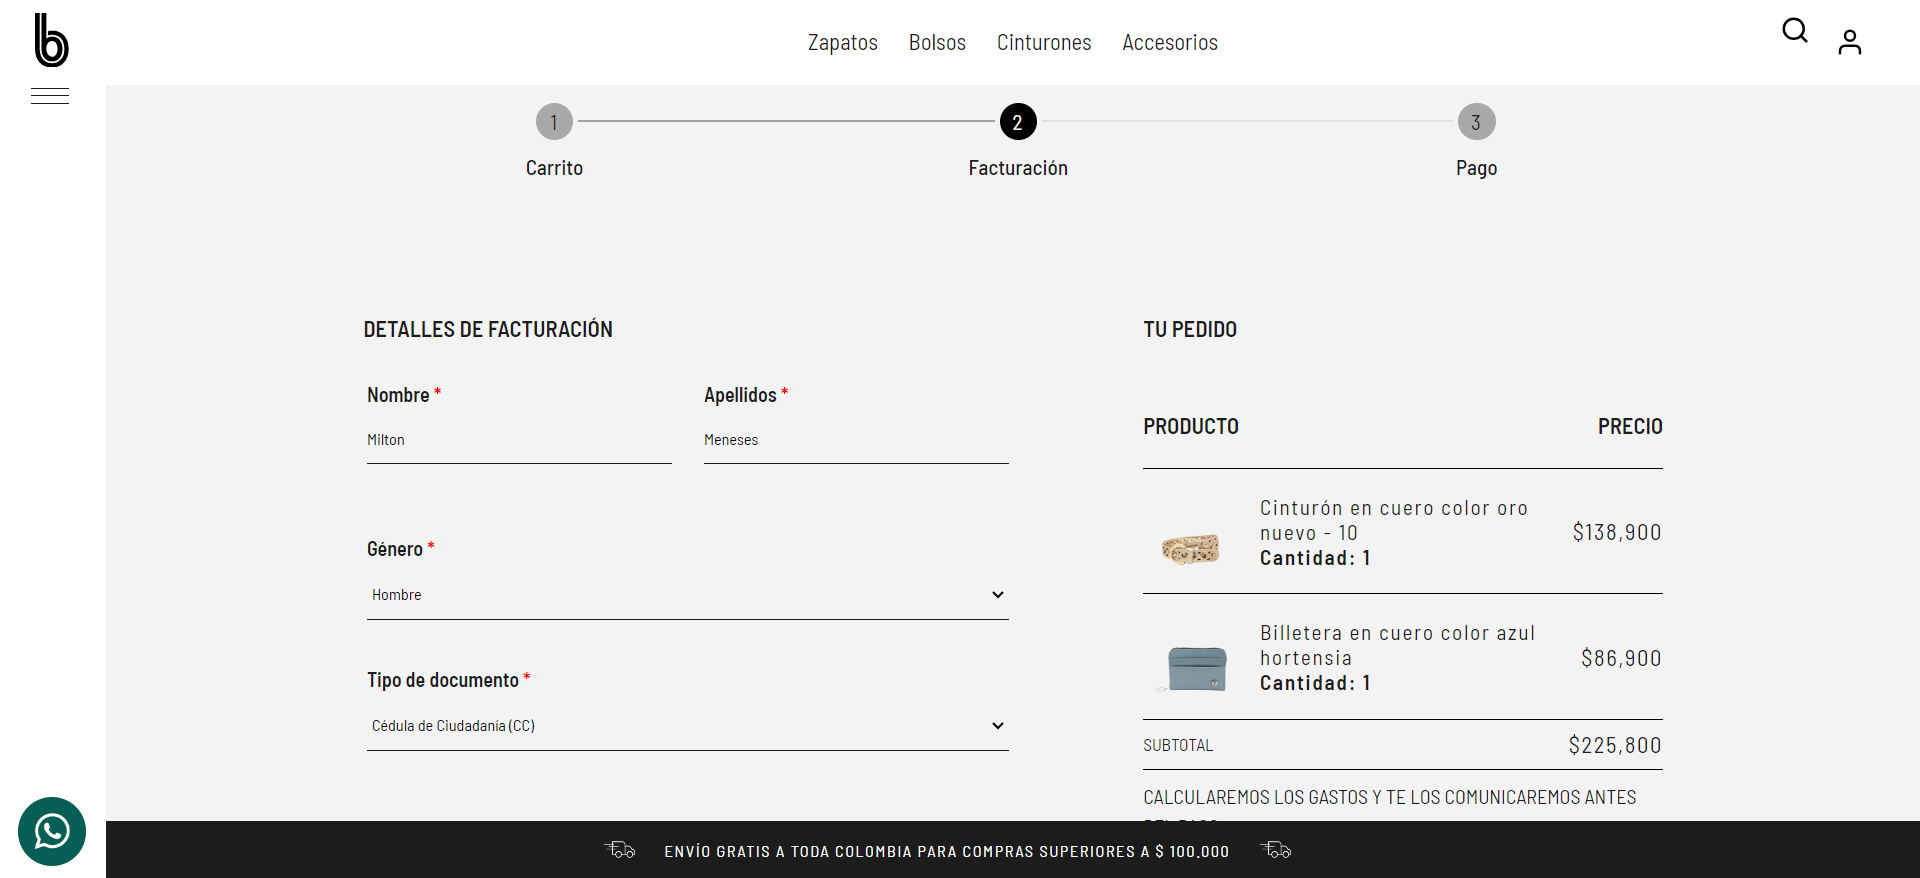 b
Zapatos Bolsos Cinturones Accesorios
1 2 3
Carrito Facturación Pago
DETALLES DE FACTURACIÓN
Nombre * Apellidos *
Milton Meneses
Género *
Hombre
Tipo de documento *
Cédula de Ciudadanía (CC)
TU PEDIDO
PRODUCTO PRECIO
Cinturón en cuero color oro
nuevo - 10
Cantidad: 1
$138,900
Billetera en cuero color azul
hortensia
Cantidad: 1
$86,900
SUBTOTAL $225,800
CALCULAREMOS LOS GASTOS Y TE LOS COMUNICAREMOS ANTES
ENVÍO GRATIS A TODA COLOMBIA PARA COMPRAS SUPERIORES A $ 100.000